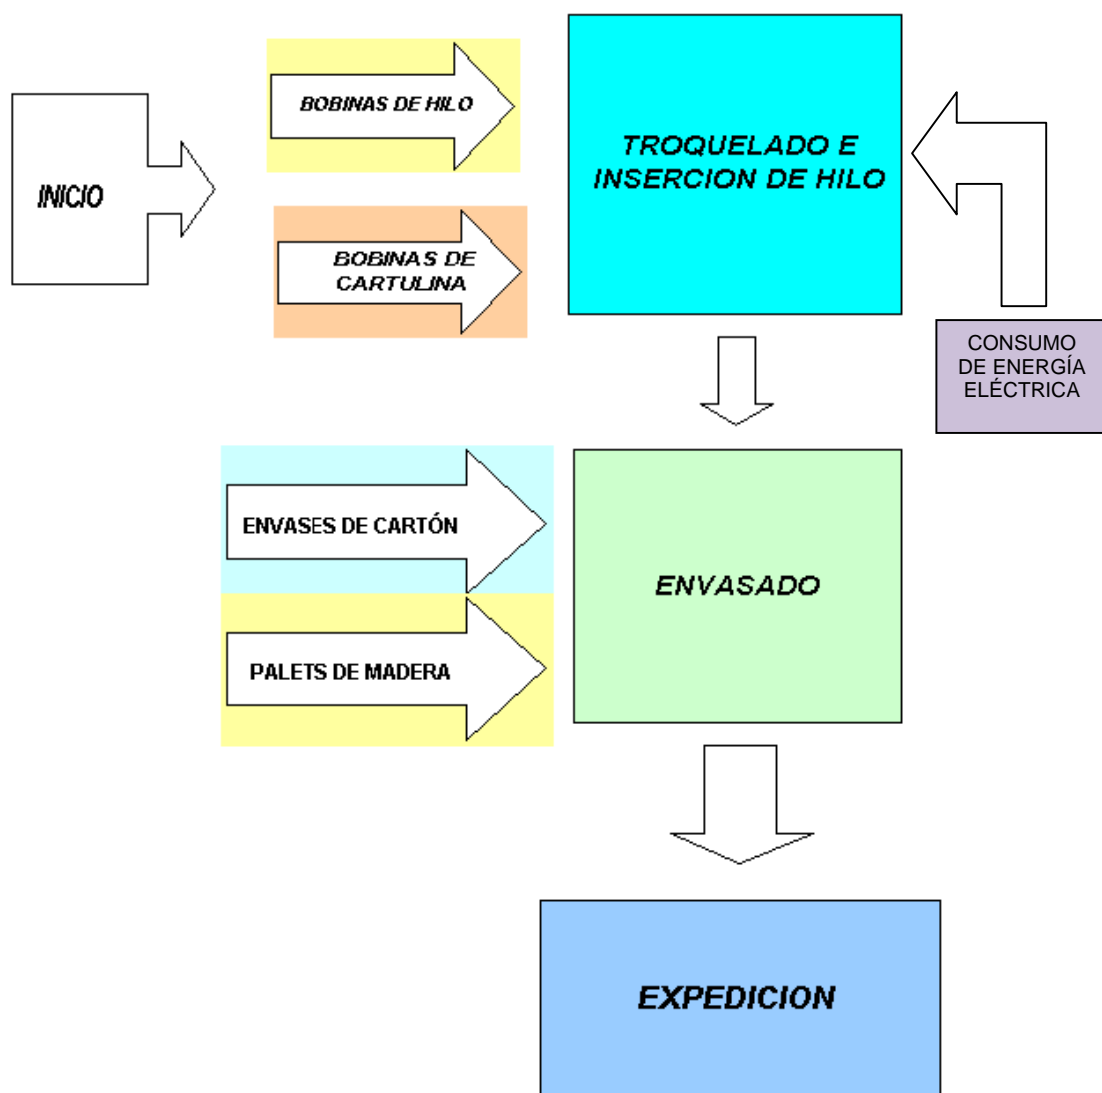 INICIO
BOBINAS DE HILO
BOBINAS DE
CARTULINA
TROQUELADO E
INSERCION DE HILO
CONSUMO
DE ENERGÍA
ELÉCTRICA
ENVASES DE CARTÓN
PALETS DE MADERA
ENVASADO
EXPEDICION